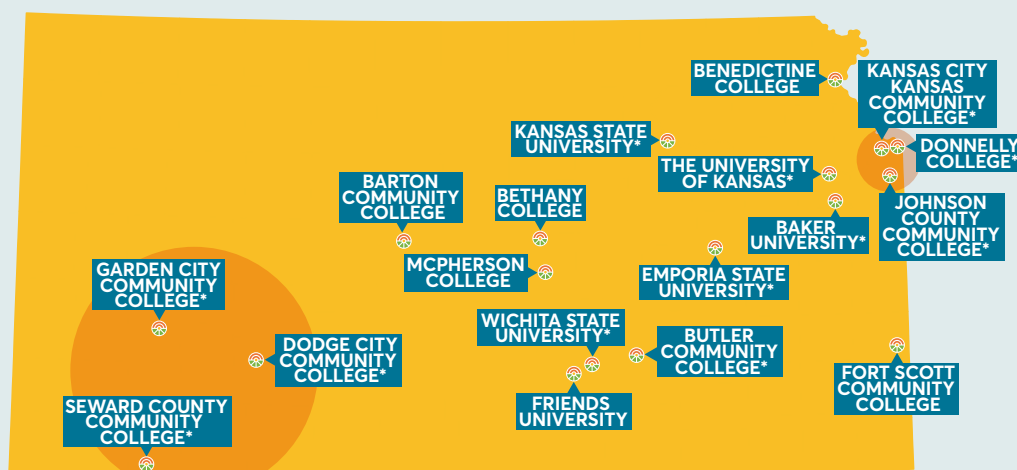 BENEDICTINE
COLLEGE
KANSAS CITY
KANSAS
COMMUNITY
COLLEGE*
KANSAS STATE
UNIVERSITY*
DONNELLY
COLLEGE*
THE UNIVERSITY
OF KANSAS*
BARTON
COMMUNITY
COLLEGE
BETHANY
COLLEGE
JOHNSON
COUNTY
COMMUNITY
COLLEGE*
BAKER
UNIVERSITY*
MCPHERSON
COLLEGE
EMPORIA STATE
UNIVERSITY*
GARDEN CITY
COMMUNITY
COLLEGE*
WICHITA STATE
UNIVERSITY*
BUTLER
COMMUNITY
COLLEGE*
DODGE CITY
COMMUNITY
COLLEGE*
FORT SCOTT
COMMUNITY
COLLEGE
FRIENDS
UNIVERSITY
SEWARD COUNTY
COMMUNITY
COLLEGE*